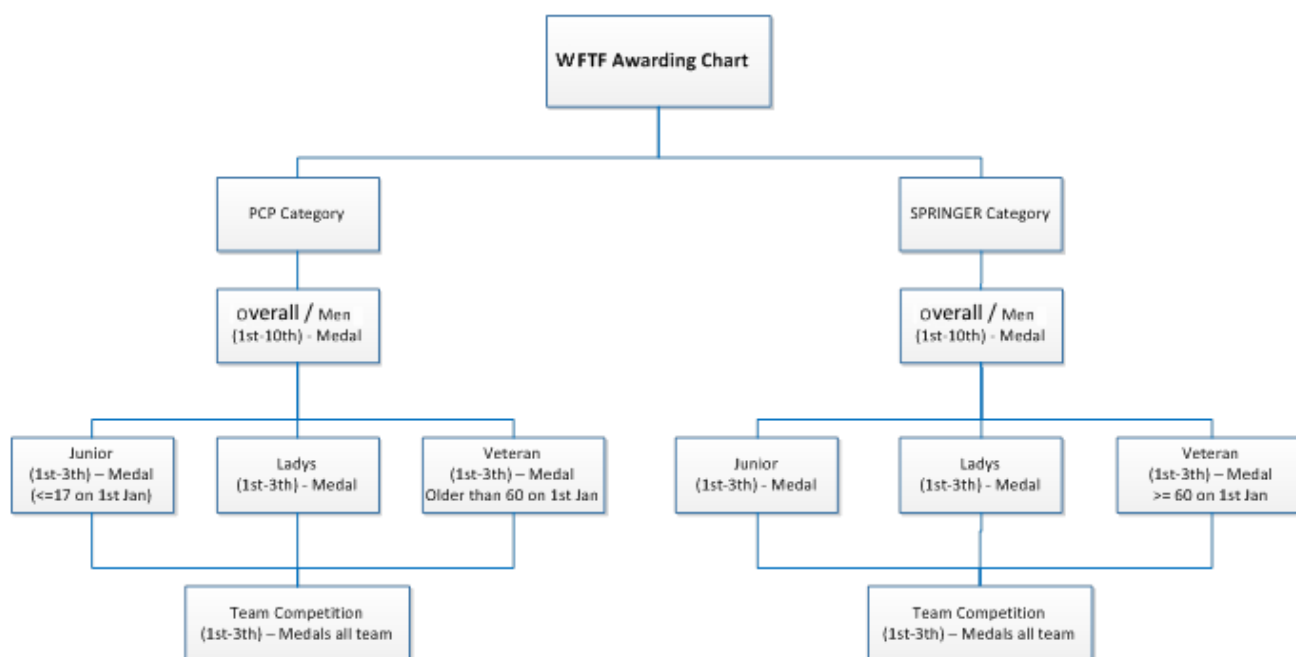 WFTF Awarding Chart
PCP Category
SPRINGER Category
overall / Men
(1st-10th) - Medal
overall / Men
(1st-10th) - Medal
Junior
(1st-3th) – Medal
(<=17 on 1st Jan)
Ladys
(1st-3th) - Medal
Veteran
(1st-3th) – Medal
Older than 60 on 1st Jan
Junior
(1st-3th) - Medal
Ladys
(1st-3th) - Medal
Veteran
(1st-3th) – Medal
>= 60 on 1st Jan
Team Competition
(1st-3th) – Medals all team
Team Competition
(1st-3th) – Medals all team